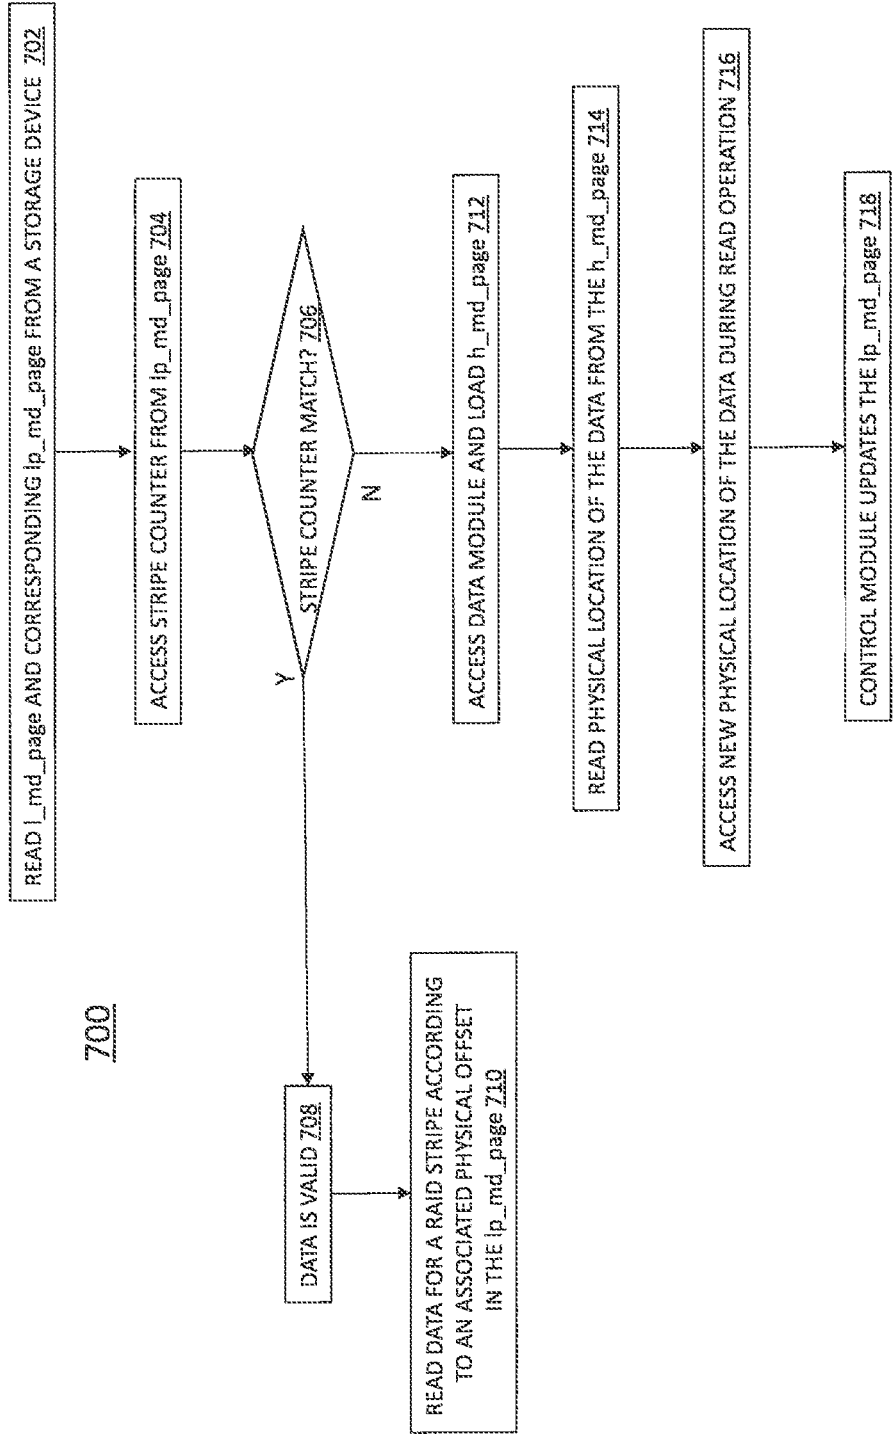 700
READ l_md_page AND CORRESPONDING lp_md_page FROM A STORAGE DEVICE 702
ACCESS STRIPE COUNTER FROM lp_md_page 704
STRIPE COUNTER MATCH? 706
Y
N
DATA IS VALID 708
READ DATA FOR A RAID STRIPE ACCORDING
TO AN ASSOCIATED PHYSICAL OFFSET
IN THE lp_md_page 710
ACCESS DATA MODULE AND LOAD h_md_page 712
READ PHYSICAL LOCATION OF THE DATA FROM THE h_md_page 714
ACCESS NEW PHYSICAL LOCATION OF THE DATA DURING READ OPERATION 716
CONTROL MODULE UPDATES THE lp_md_page 718